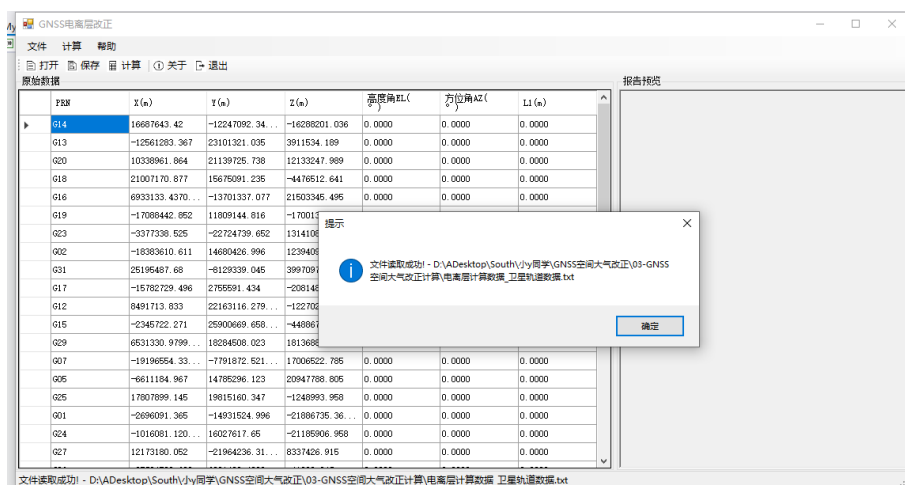 My
GNSS电离层改正
文件 计算 帮助
打开 保存 计算 关于 退出
原始数据
报告预览
PRN X(m) Y(m) Z(m) 高度角EL(°) 方位角AZ(°) L1(m)
G14 16687643.42 -12247092.34... -16288201.036 0.0000 0.0000 0.0000
G13 -12561283.367 23101321.035 3911534.189 0.0000 0.0000 0.0000
G20 10338961.864 21139725.738 12133247.989 0.0000 0.0000 0.0000
G18 21007170.877 15675091.235 -4476512.641 0.0000 0.0000 0.0000
G16 6933133.4370... -13701337.077 21503345.495 0.0000 0.0000 0.0000
G19 -17088442.852 11809144.816 -170013
G23 -3377338.525 -22724739.652 1314108
G02 -18383610.611 14680426.996 1239409
G31 25195487.68 -8129339.045 3997097
G17 -15782729.496 2755591.434 -208148
G12 8491713.833 22163116.279... -122702
G15 -2345722.271 25900669.658... -448867
G29 6531330.9799... 18284508.023 1813688
G07 -19196554.33... -7791872.521... 17006522.785 0.0000 0.0000 0.0000
G05 -6611184.967 14785296.123 20947788.805 0.0000 0.0000 0.0000
G25 17807899.145 19815160.347 -1248993.958 0.0000 0.0000 0.0000
G01 -2696091.365 -14931524.996 -21886735.36... 0.0000 0.0000 0.0000
G24 -1016081.120... 16027617.65 -21185906.958 0.0000 0.0000 0.0000
G27 12173180.052 -21964236.31... 8337426.915 0.0000 0.0000 0.0000
提示
文件读取成功! - D:\ADesktop\South\小y同学\GNSS空间大气改正\03-GNSS
空间大气改正计算\电离层计算数据_卫星轨道数据.txt
确定
文件读取成功! - D:\ADesktop\South\小y同学\GNSS空间大气改正\03-GNSS空间大气改正计算\电离层计算数据_卫星轨道数据.txt